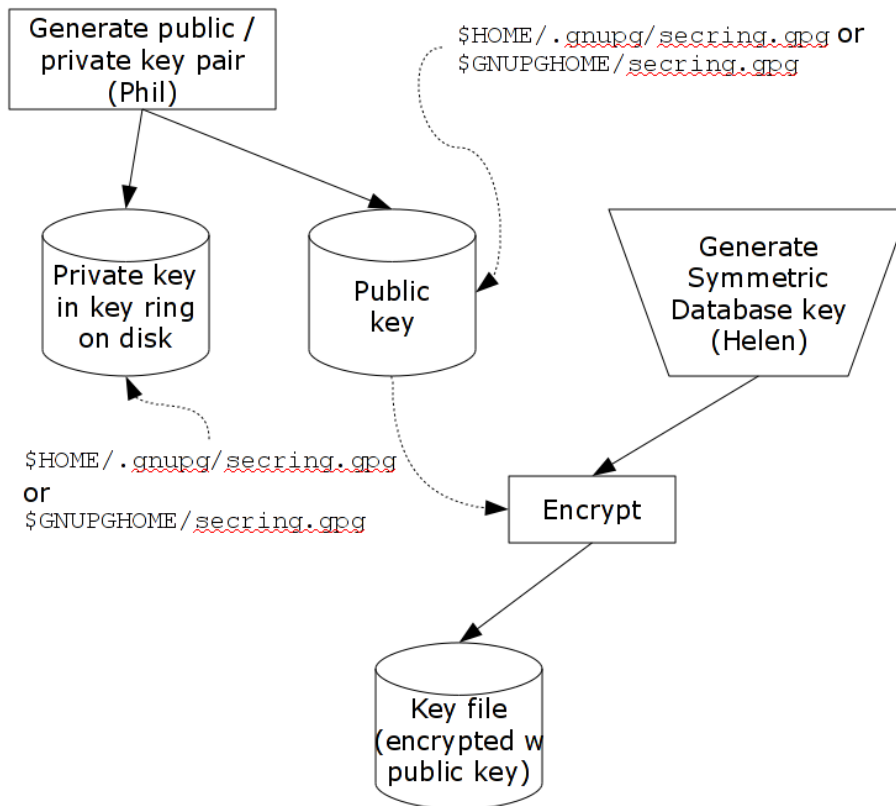 Generate public /
private key pair
(Phil)
$HOME/.gnupg/secring.gpg or
$GNUPGHOME/secring.gpg
Private key
in key ring
on disk
Public
key
Generate
Symmetric
Database key
(Helen)
$HOME/.gnupg/secring.gpg
or
$GNUPGHOME/secring.gpg
Encrypt
Key file
(encrypted w
public key)